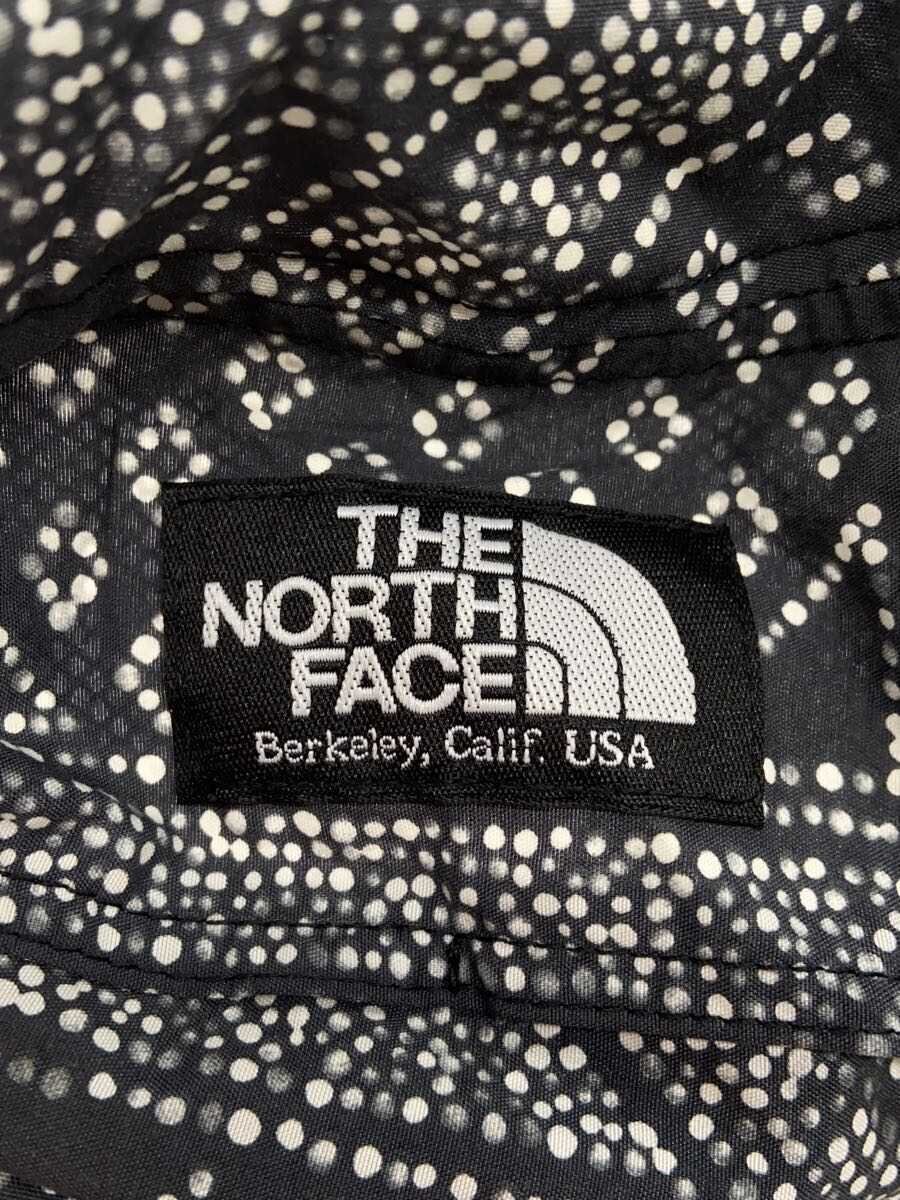 THE
NORTH
FACE
Berkeley, Calif. USA